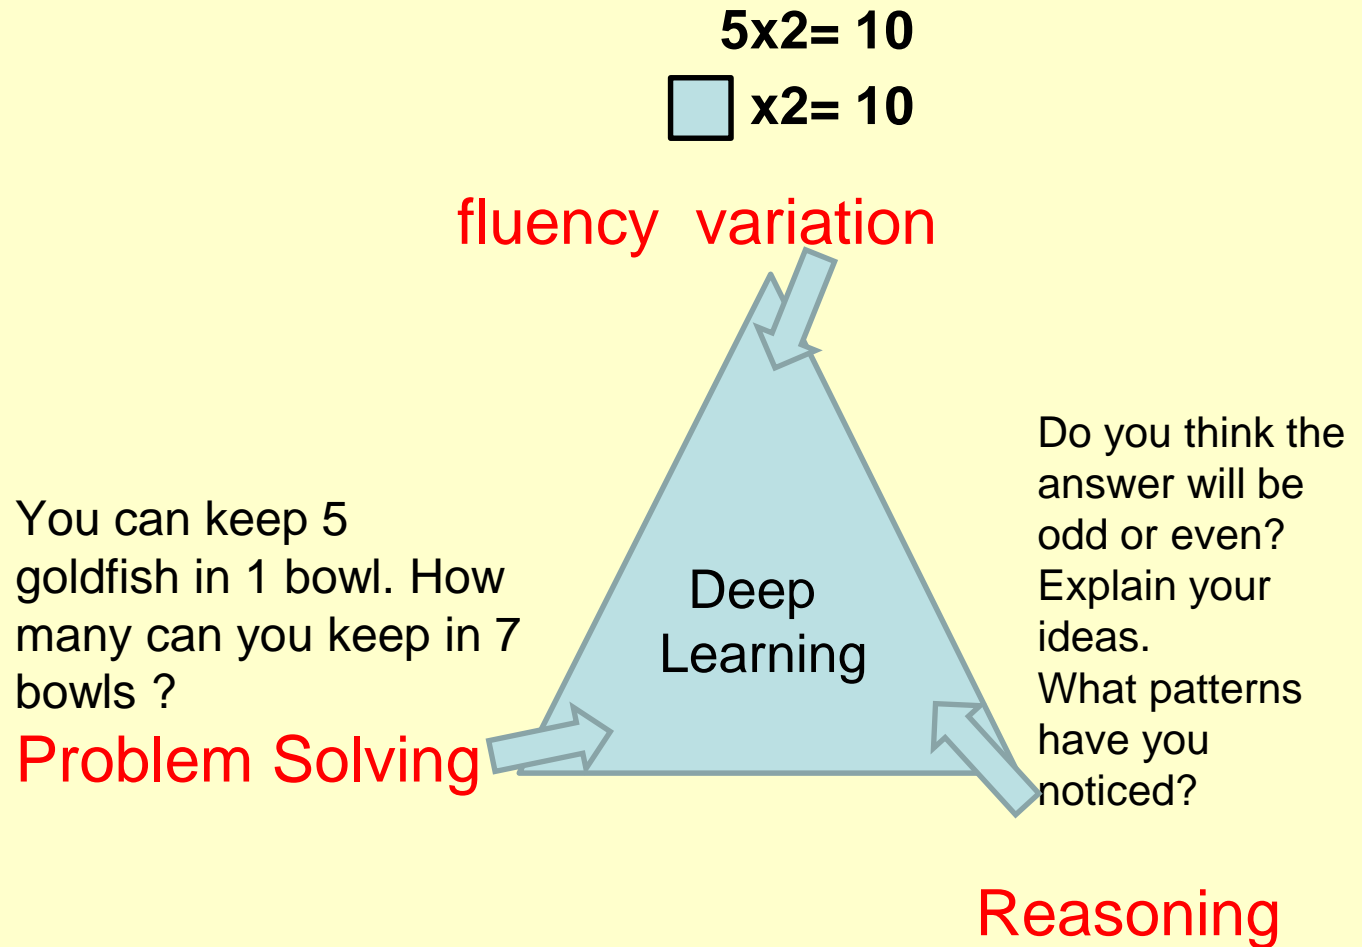 5x2= 10
x2= 10
fluency variation
You can keep 5
goldfish in 1 bowl. How
many can you keep in 7
bowls ?
Problem Solving
Deep
Learning
Do you think the
answer will be
odd or even?
Explain your
ideas.
What patterns
have you
noticed?
Reasoning